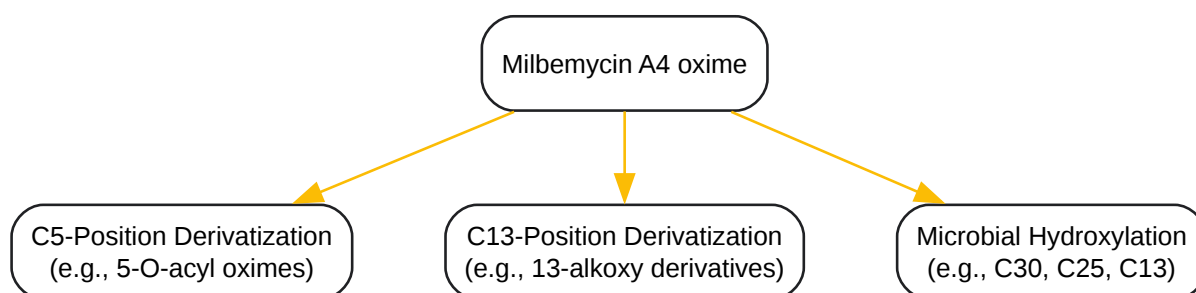 Milbemycin A4 oxime
C5-Position Derivatization
(e.g., 5-O-acyl oximes)
C13-Position Derivatization
(e.g., 13-alkoxy derivatives)
Microbial Hydroxylation
(e.g., C30, C25, C13)